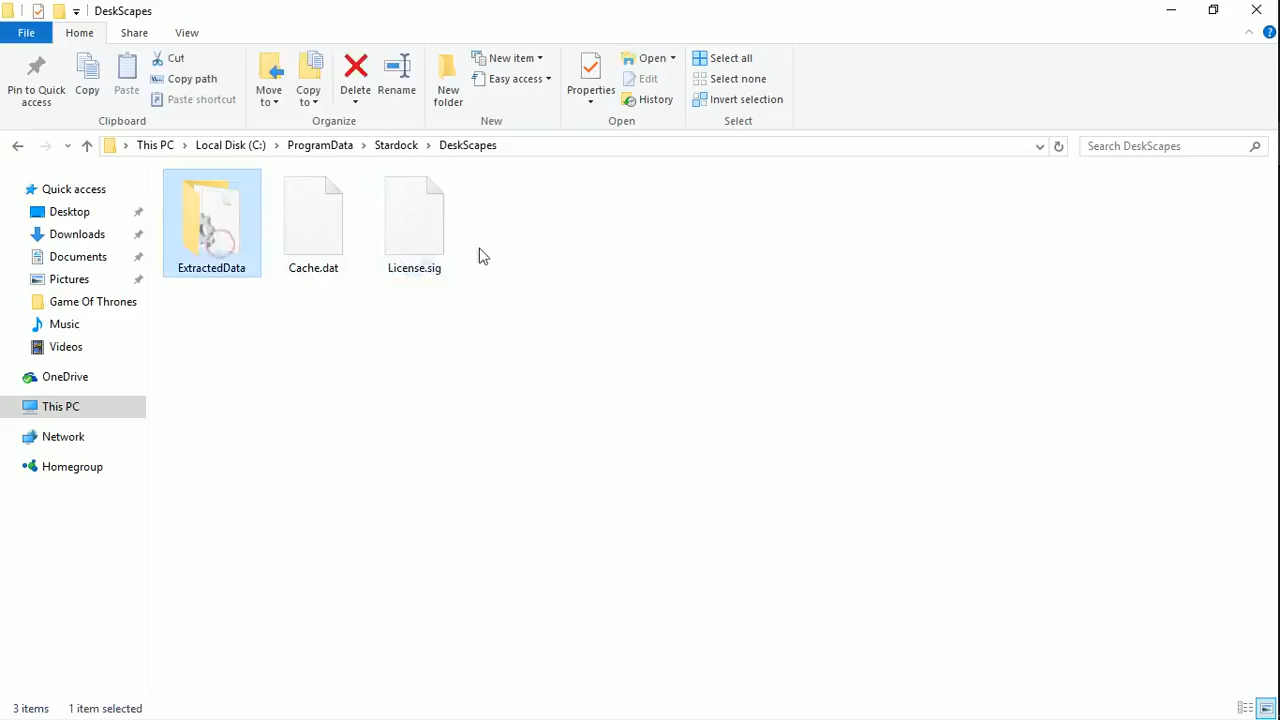 DeskScapes
File Home Share View
Pin to Quick access
Copy
Paste
Cut
Copy path
Paste shortcut
Clipboard
Move to
Copy to
Delete
Rename
Organize
New folder
New item
Easy access
New
Properties
Open
Edit
History
Open
Select all
Select none
Invert selection
Select
This PC Local Disk (C:) ProgramData Stardock DeskScapes
Search DeskScapes
Quick access
Desktop
Downloads
Documents
Pictures
Game Of Thrones
Music
Videos
OneDrive
This PC
Network
Homegroup
ExtractedData
Cache.dat
License.sig
3 items 1 item selected